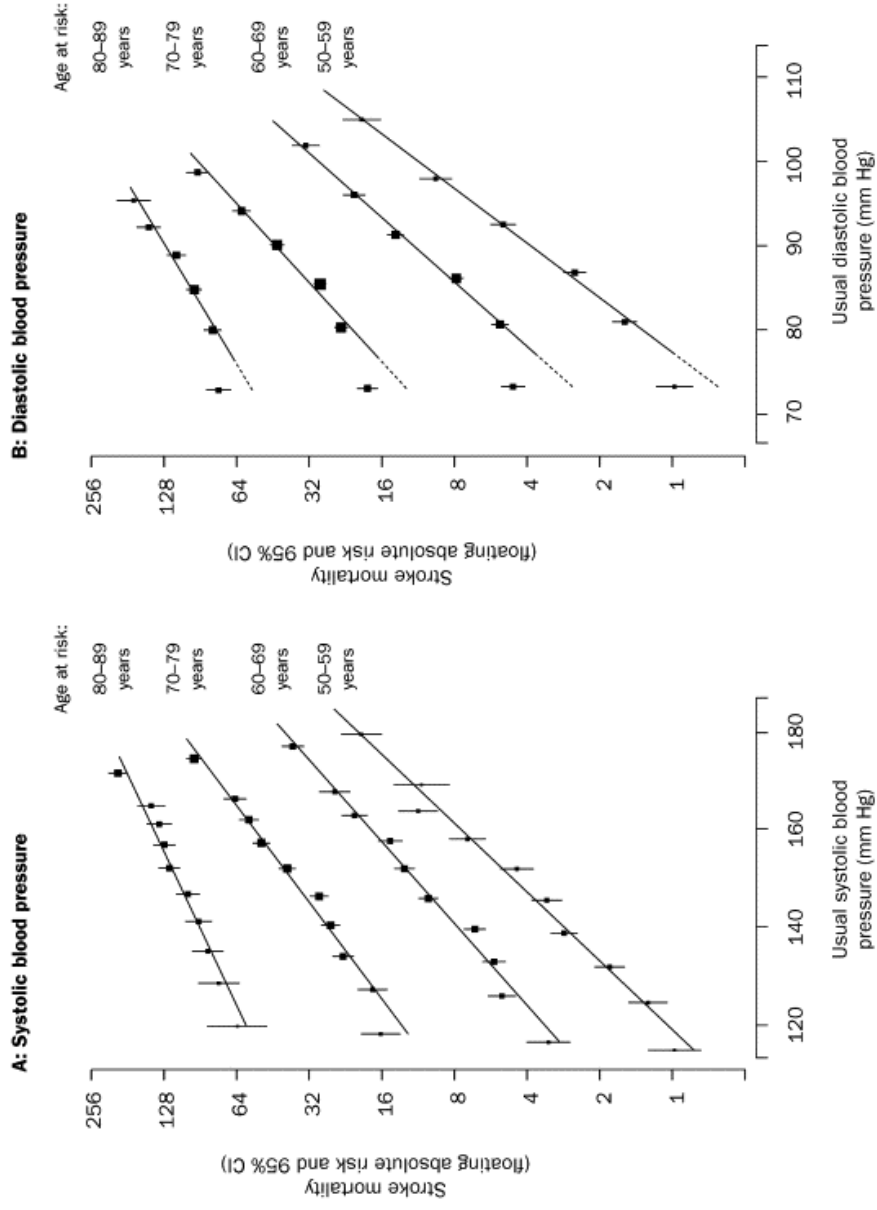 A: Systolic blood pressure
Age at risk:
80–89
years
70–79
years
60–69
years
50–59
years
256
128
64
32
16
8
4
2
1
Stroke mortality
(floating absolute risk and 95% CI)
120
140
160
180
Usual systolic blood
pressure (mm Hg)
B: Diastolic blood pressure
Age at risk:
80–89
years
70–79
years
60–69
years
50–59
years
256
128
64
32
16
8
4
2
1
Stroke mortality
(floating absolute risk and 95% CI)
70
80
90
100
110
Usual diastolic blood
pressure (mm Hg)